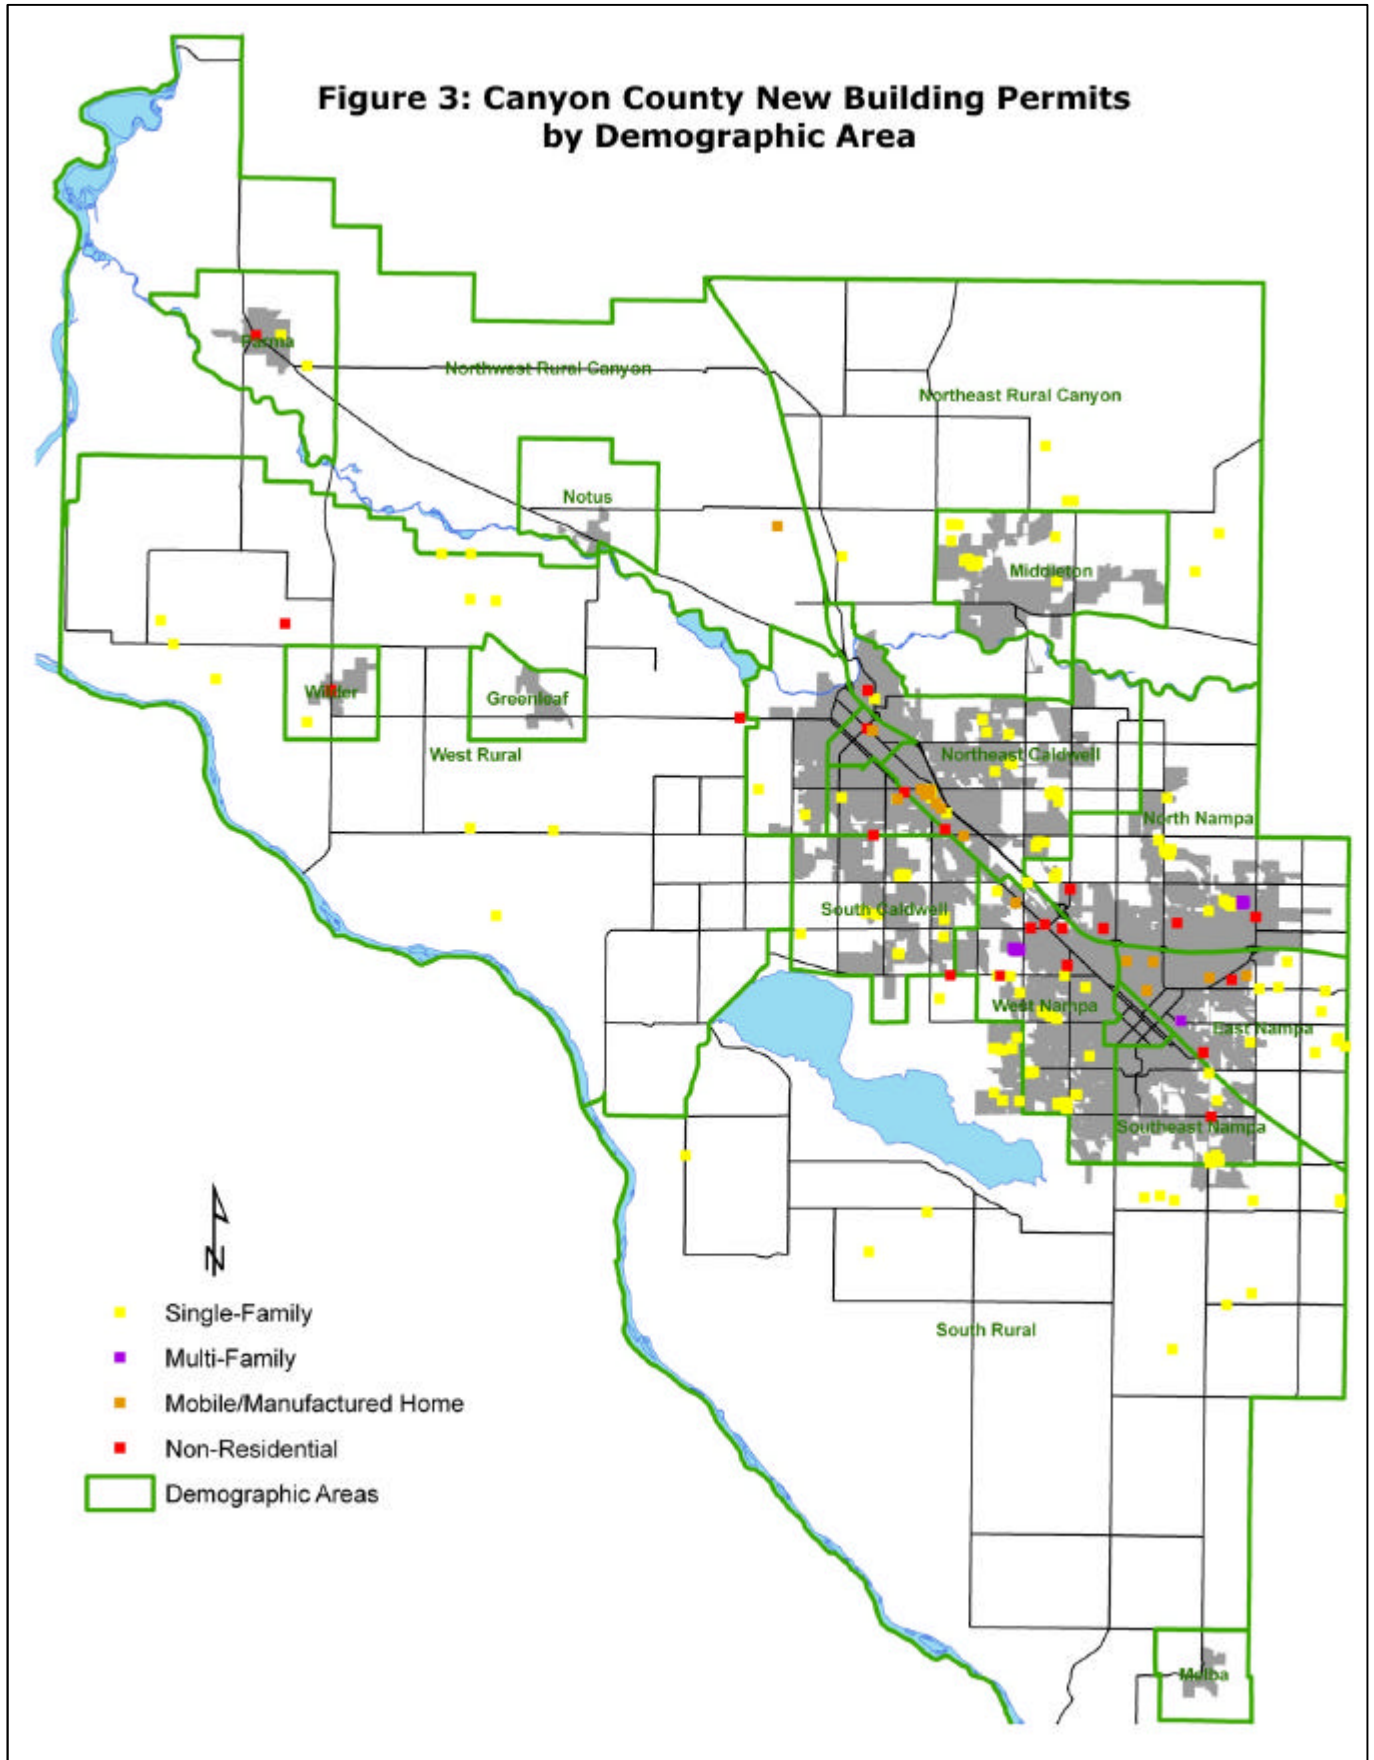 Figure 3: Canyon County New Building Permits
by Demographic Area
Parma
Northwest Rural Canyon
Northeast Rural Canyon
Notus
Middleton
Wilder
Greenleaf
West Rural
Northeast Caldwell
North Nampa
South Caldwell
West Nampa
East Nampa
Southeast Nampa
South Rural
Melba
N
Single-Family
Multi-Family
Mobile/Manufactured Home
Non-Residential
Demographic Areas